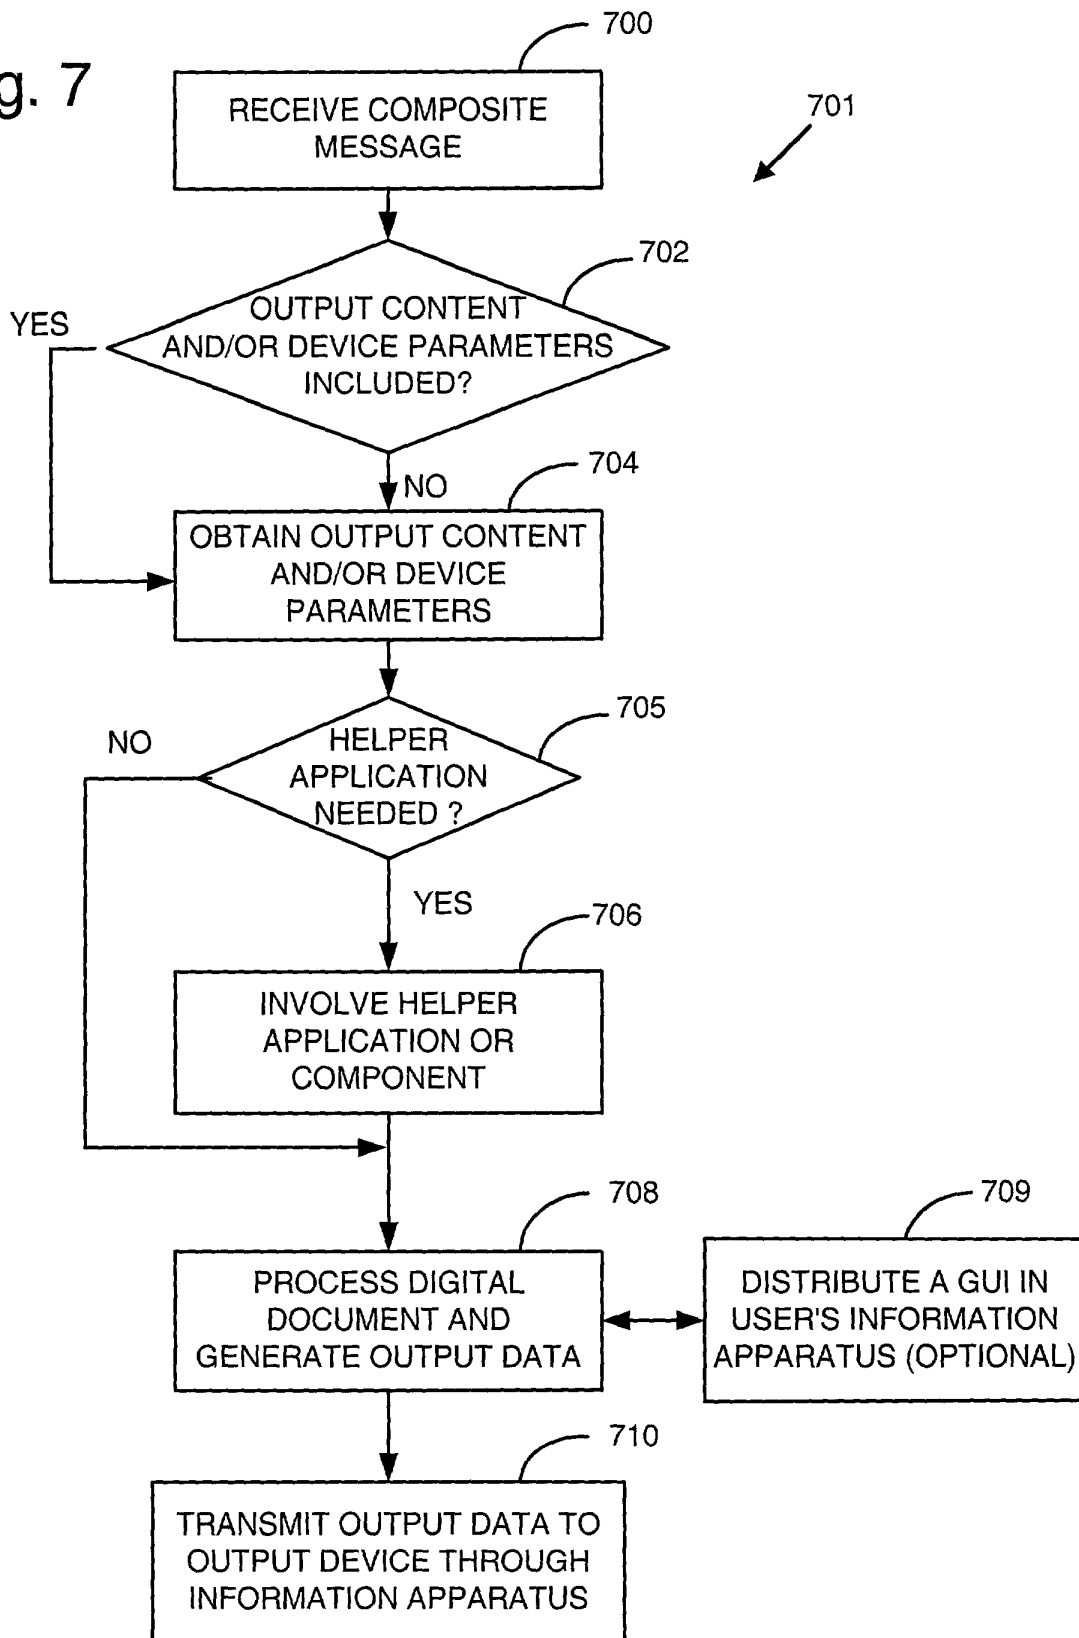 g. 7
700
RECEIVE COMPOSITE
MESSAGE
701
702
OUTPUT CONTENT
AND/OR DEVICE PARAMETERS
INCLUDED?
YES
NO
704
OBTAIN OUTPUT CONTENT
AND/OR DEVICE
PARAMETERS
705
HELPER
APPLICATION
NEEDED ?
NO
YES
706
INVOLVE HELPER
APPLICATION OR
COMPONENT
708
PROCESS DIGITAL
DOCUMENT AND
GENERATE OUTPUT DATA
709
DISTRIBUTE A GUI IN
USER'S INFORMATION
APPARATUS (OPTIONAL)
710
TRANSMIT OUTPUT DATA TO
OUTPUT DEVICE THROUGH
INFORMATION APPARATUS